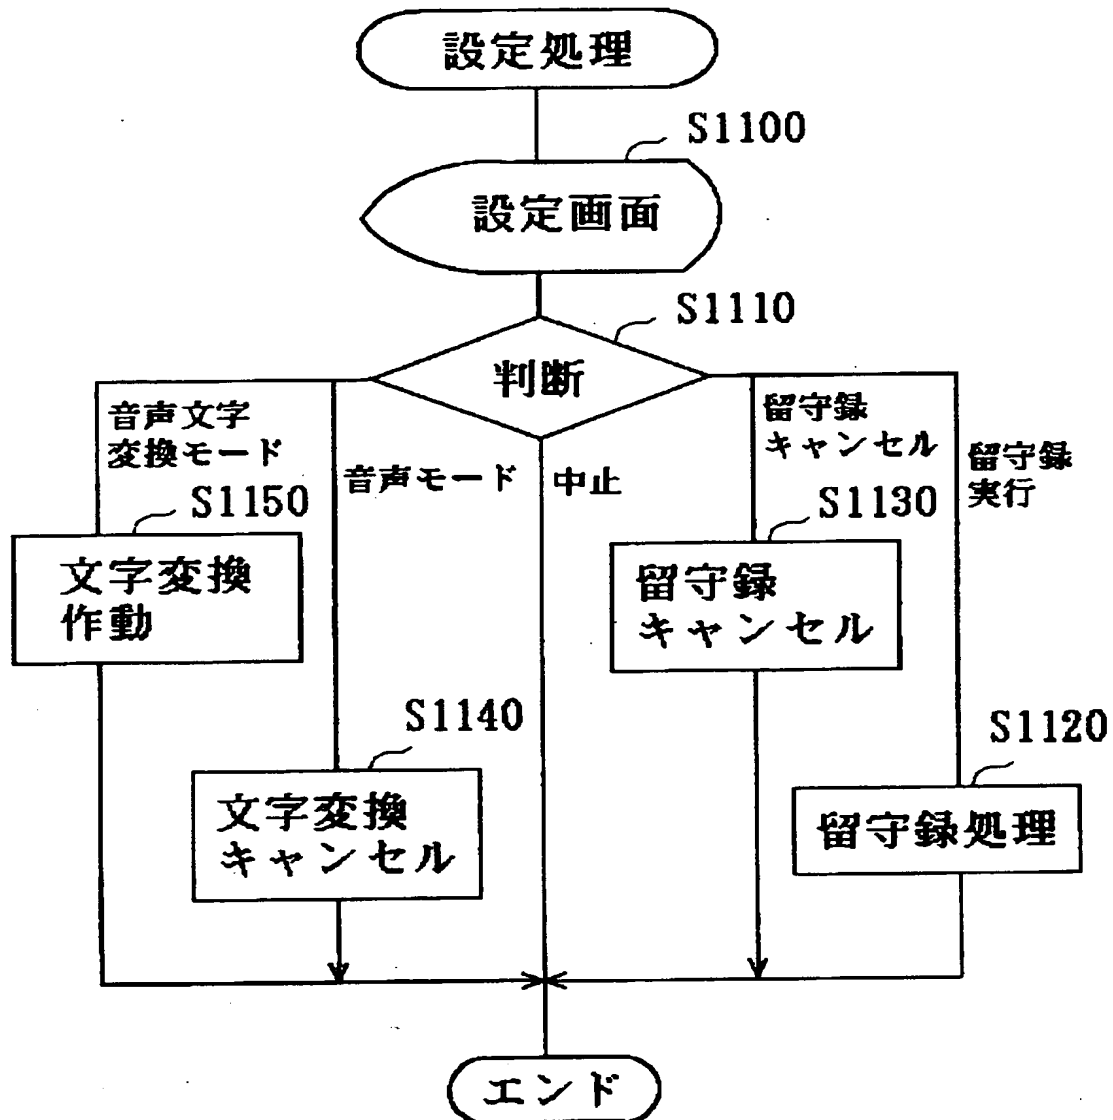 設定処理
S1100
設定画面
S1110
判断
音声文字
変換モード
音声モード
中止
留守録
キャンセル
留守録
実行
S1150
文字変換
作動
S1130
留守録
キャンセル
S1140
文字変換
キャンセル
S1120
留守録処理
エンド